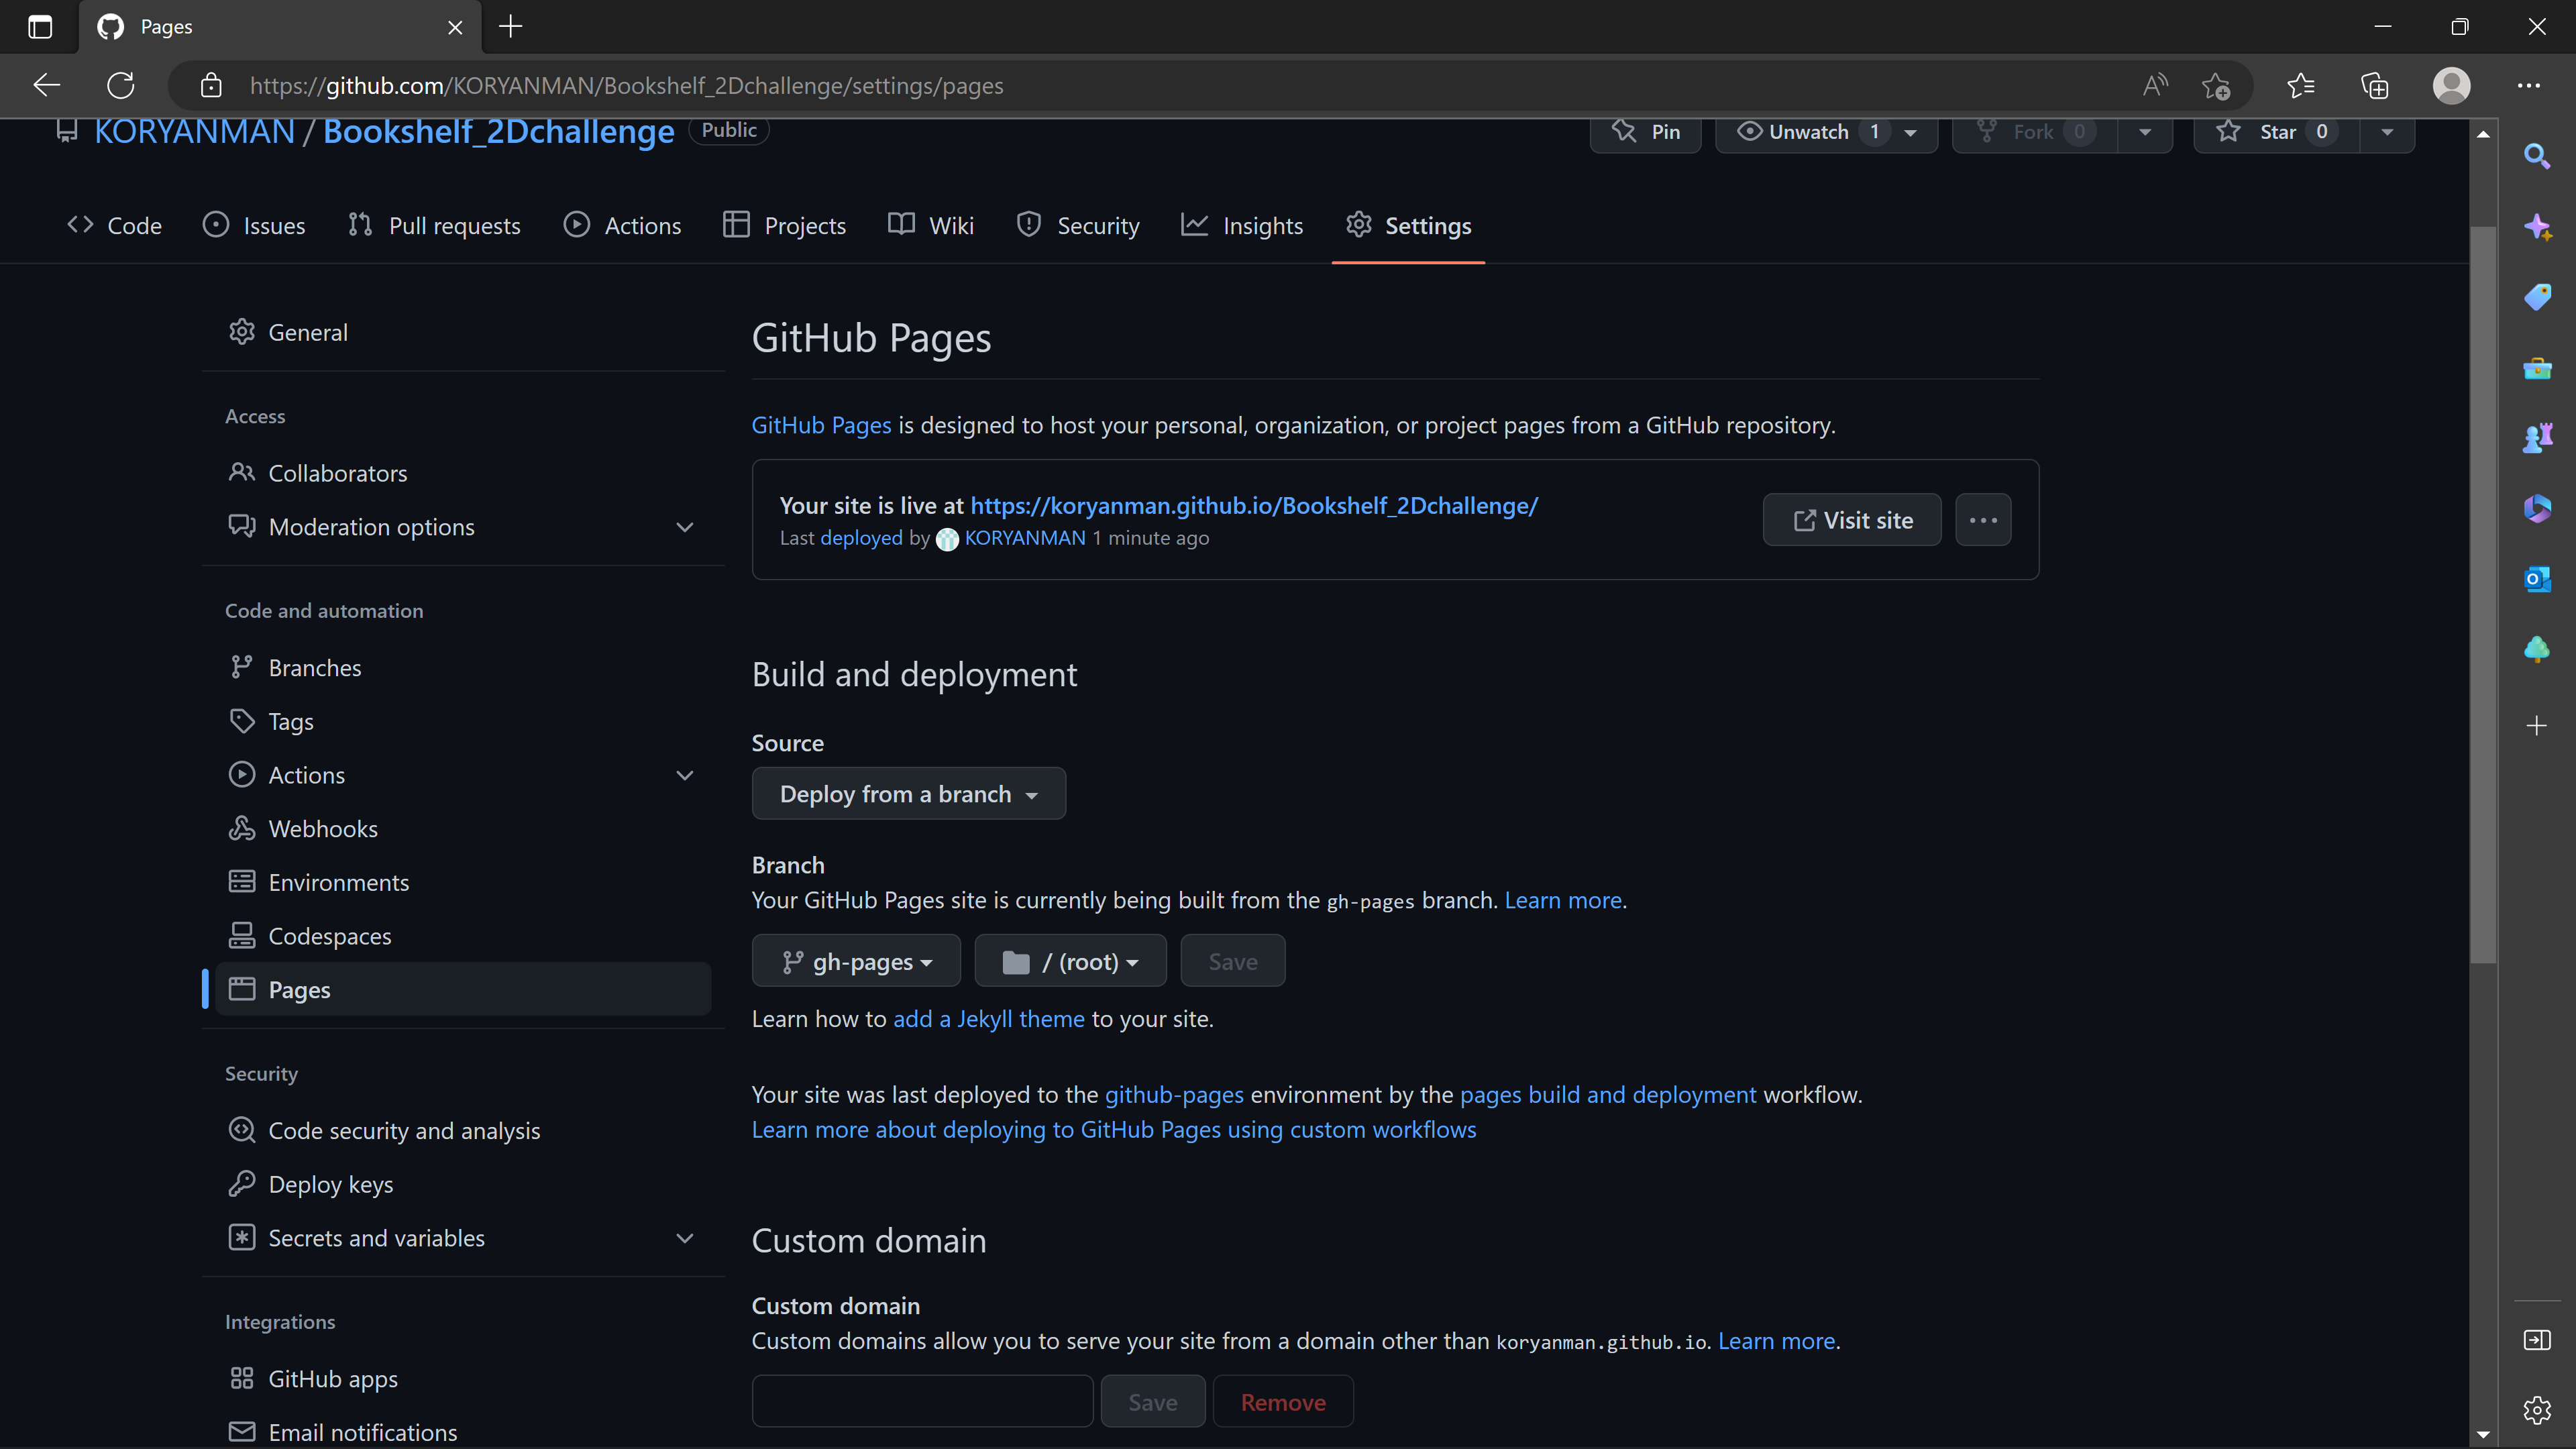 Pages
https://github.com/KORYANMAN/Bookshelf_2Dchallenge/settings/pages
KORYANMAN / Bookshelf_2Dchallenge Public
Pin Unwatch 1 Fork 0 Star 0
Code Issues Pull requests Actions Projects Wiki Security Insights Settings
General
Access
Collaborators
Moderation options
Code and automation
Branches
Tags
Actions
Webhooks
Environments
Codespaces
Pages
Security
Code security and analysis
Deploy keys
Secrets and variables
Integrations
GitHub apps
Email notifications
GitHub Pages
GitHub Pages is designed to host your personal, organization, or project pages from a GitHub repository.
Your site is live at https://koryanman.github.io/Bookshelf_2Dchallenge/
Last deployed by KORYANMAN 1 minute ago
Visit site
Build and deployment
Source
Deploy from a branch
Branch
Your GitHub Pages site is currently being built from the gh-pages branch. Learn more.
gh-pages / (root) Save
Learn how to add a Jekyll theme to your site.
Your site was last deployed to the github-pages environment by the pages build and deployment workflow.
Learn more about deploying to GitHub Pages using custom workflows
Custom domain
Custom domain
Custom domains allow you to serve your site from a domain other than koryanman.github.io. Learn more.
Save Remove